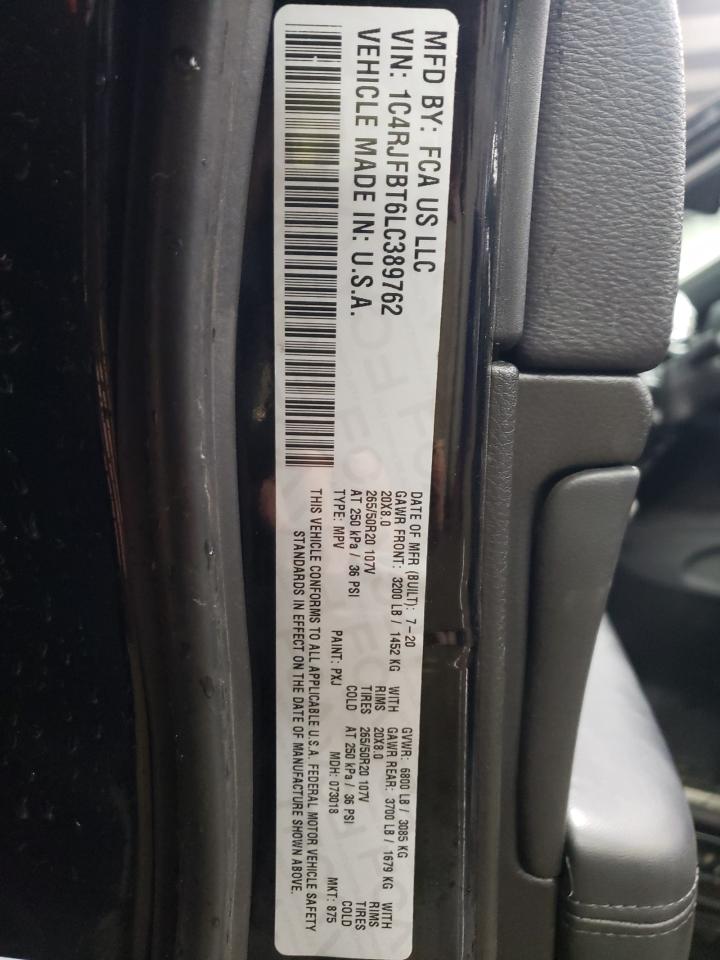 MFD BY: FCA US LLC
VIN: 1C4RJFBT6LC389762
VEHICLE MADE IN: U.S.A.
DATE OF MFR (BUILT): 7-20 GVWR: 6800 LB / 3085 KG
GAWR FRONT: 3200 LB / 1452 KG WITH GAWR REAR: 3700 LB / 1679 KG WITH
20X8.0 RIMS 20X8.0 RIMS
265/50R20 107V TIRES 265/50R20 107V TIRES
AT 250 kPa / 36 PSI COLD AT 250 kPa / 36 PSI COLD
TYPE: MPV PAINT: PXJ MDH: 073018 MKT: 875
THIS VEHICLE CONFORMS TO ALL APPLICABLE U.S.A. FEDERAL MOTOR VEHICLE SAFETY
STANDARDS IN EFFECT ON THE DATE OF MANUFACTURE SHOWN ABOVE.